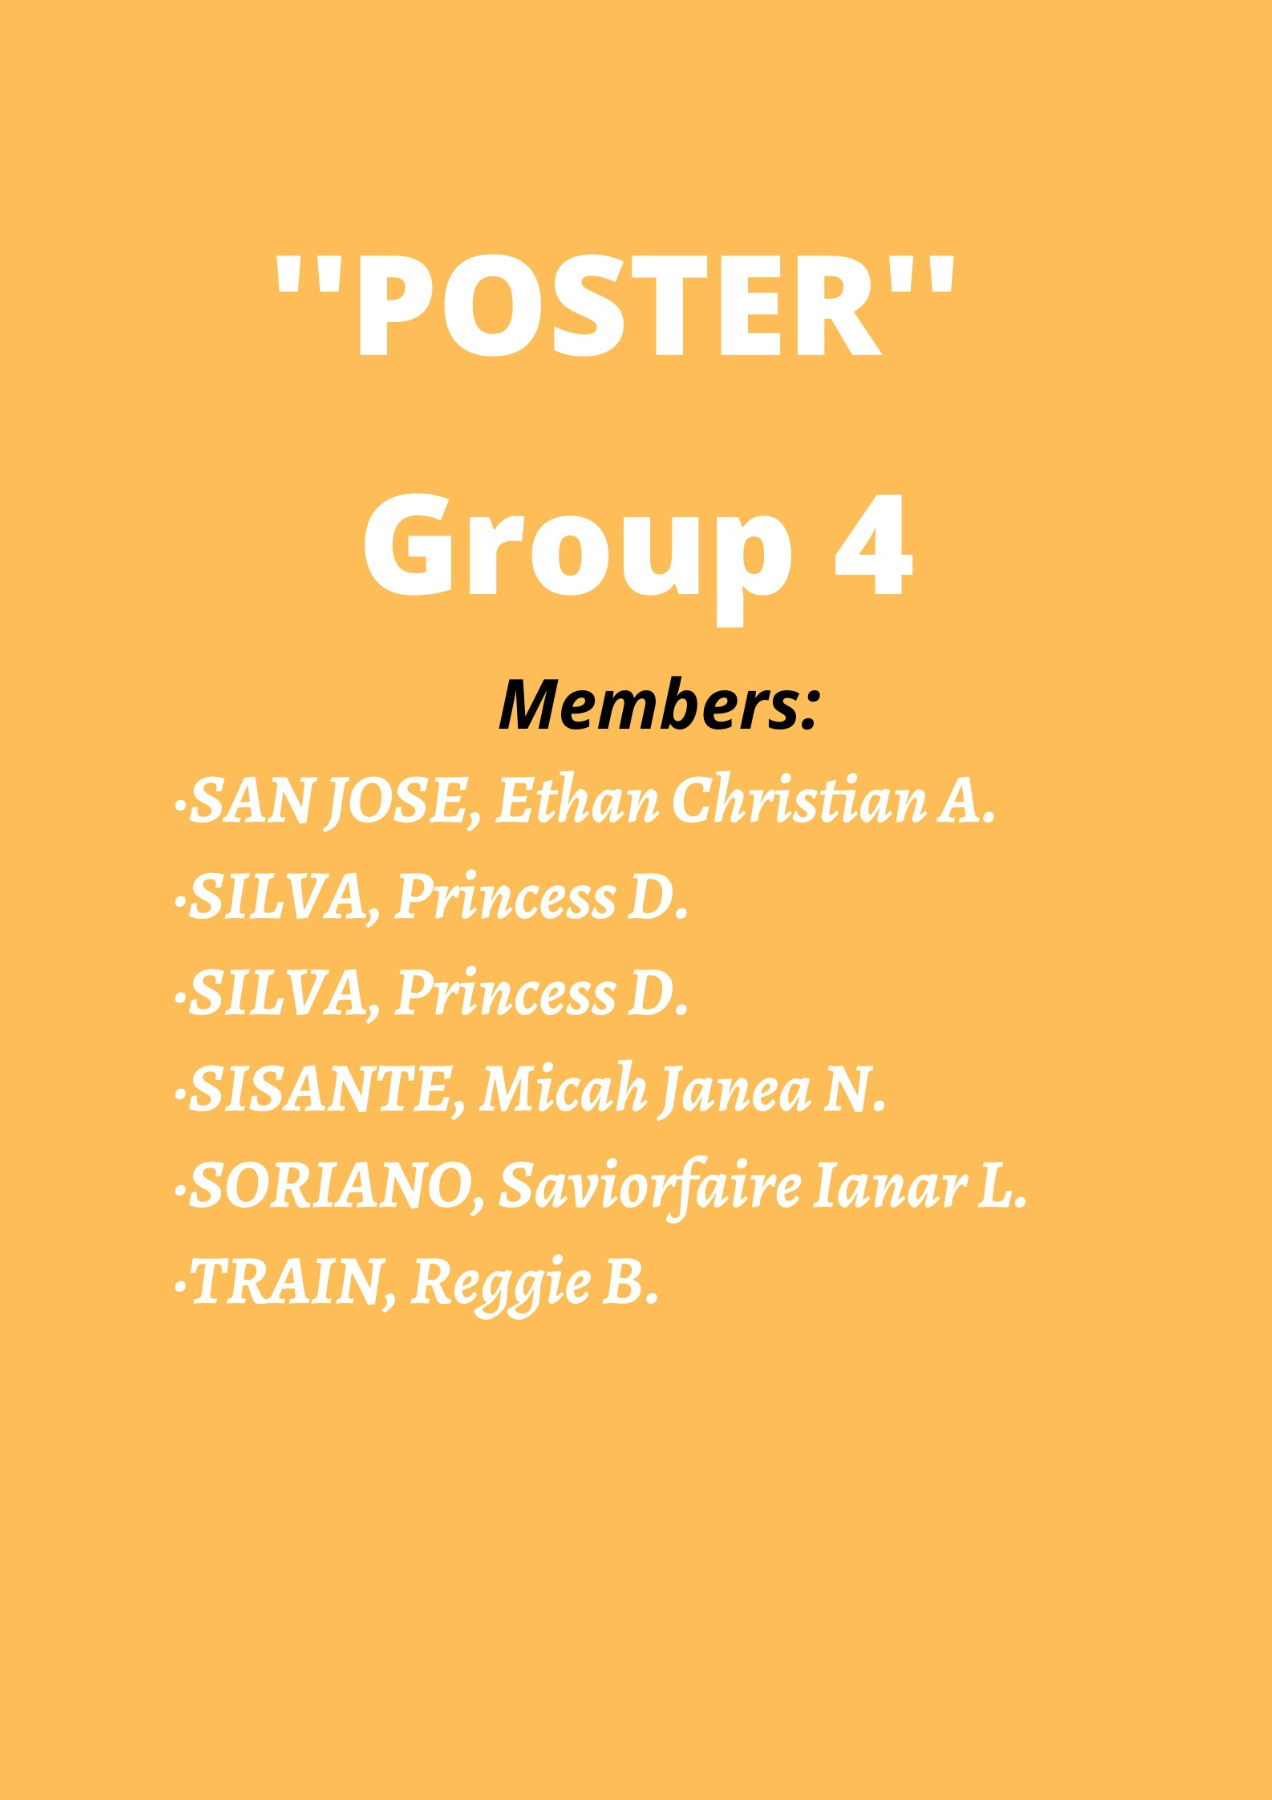 "POSTER"
Group 4
Members:
•SAN JOSE, Ethan Christian A.
•SILVA, Princess D.
•SILVA, Princess D.
•SISANTE, Micah Janea N.
•SORIANO, Saviorfaire Ianar L.
•TRAIN, Reggie B.